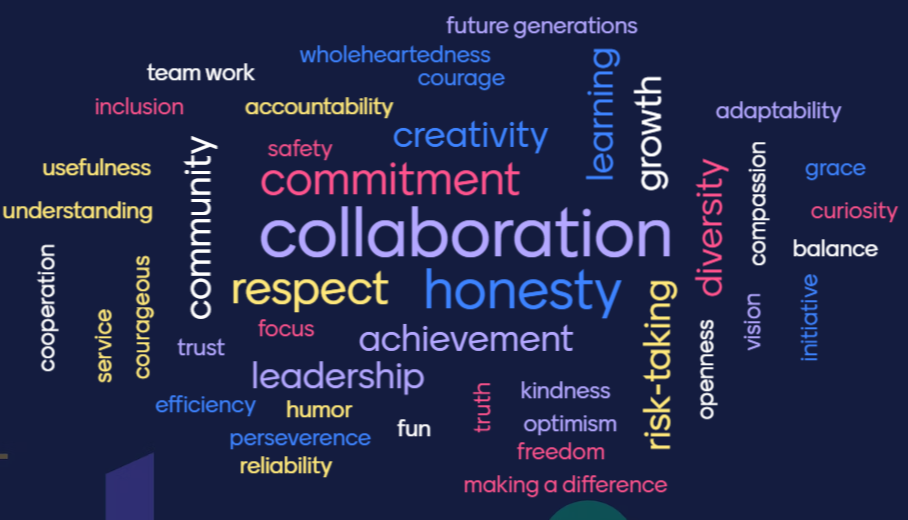 future generations
wholeheartedness
team work
courage
learning
growth
inclusion
accountability
adaptability
creativity
safety
usefulness
community
commitment
diversity
compassion
grace
understanding
collaboration
curiosity
balance
cooperation
service
courageous
respect
honesty
risk-taking
openness
vision
initiative
focus
achievement
trust
leadership
truth
kindness
efficiency
humor
fun
optimism
perseverence
freedom
reliability
making a difference